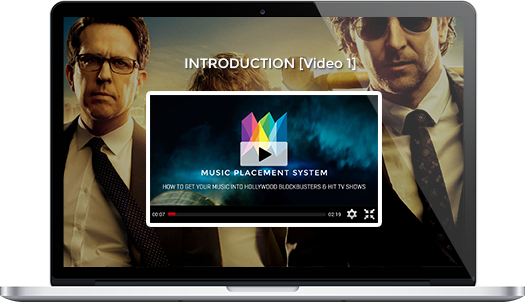 INTRODUCTION [Video 1]
MUSIC PLACEMENT SYSTEM
HOW TO GET YOUR MUSIC INTO HOLLYWOOD BLOCKBUSTERS & HIT TV SHOWS
00:07 02:19